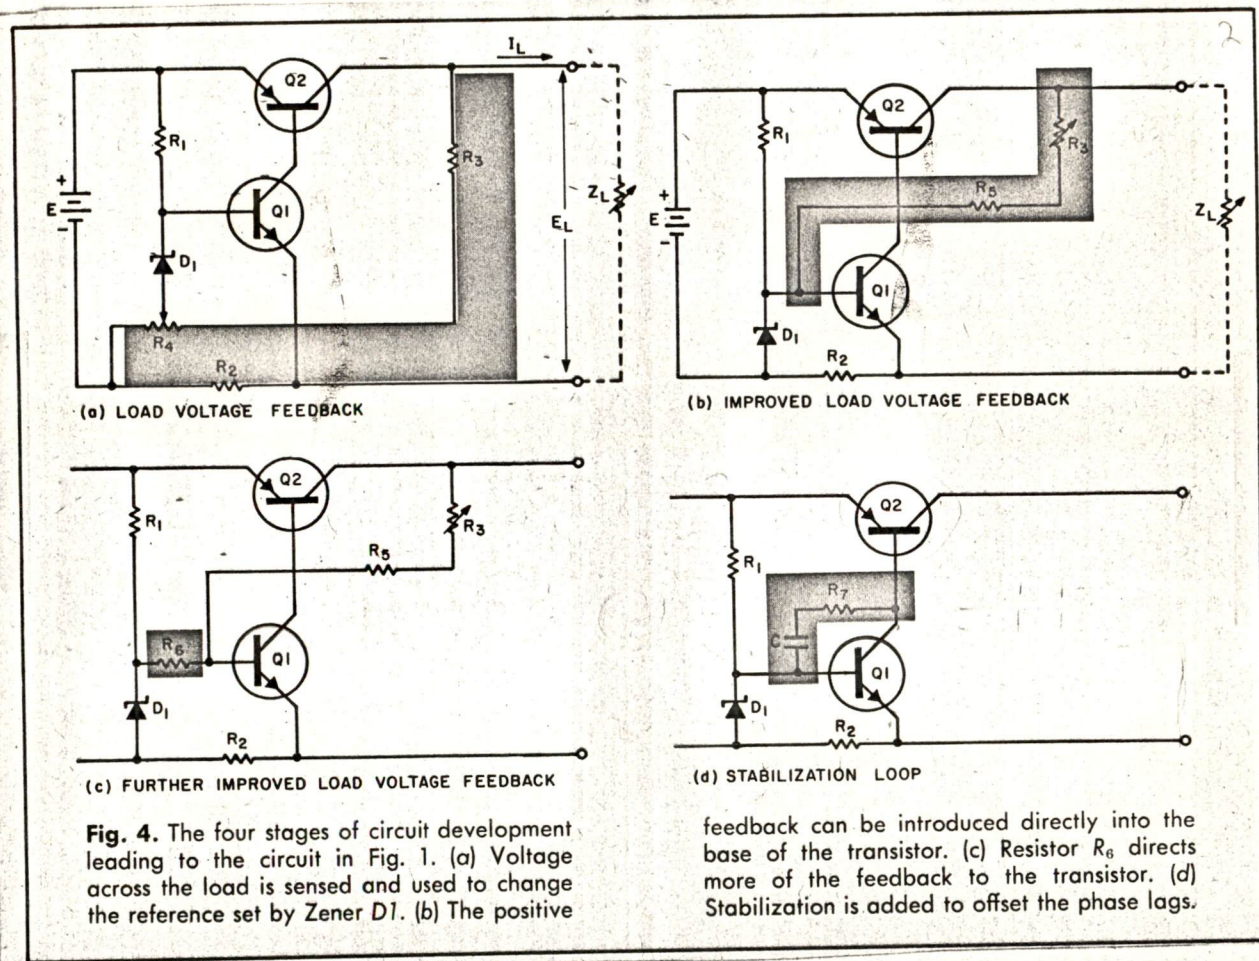 2
I_L
Q2
R1
R3
+
E
-
Q1
E_L
Z_L
D1
R4
R2
(a) LOAD VOLTAGE FEEDBACK
Q2
R1
R3
R5
+
E
-
Z_L
Q1
D1
R2
(b) IMPROVED LOAD VOLTAGE FEEDBACK
Q2
R1
R3
R5
R6
Q1
D1
R2
(c) FURTHER IMPROVED LOAD VOLTAGE FEEDBACK
Q2
R1
R7
C
Q1
D1
R2
(d) STABILIZATION LOOP
Fig. 4. The four stages of circuit development
leading to the circuit in Fig. 1. (a) Voltage
across the load is sensed and used to change
the reference set by Zener D1. (b) The positive
feedback can be introduced directly into the
base of the transistor. (c) Resistor R6 directs
more of the feedback to the transistor. (d)
Stabilization is added to offset the phase lags.